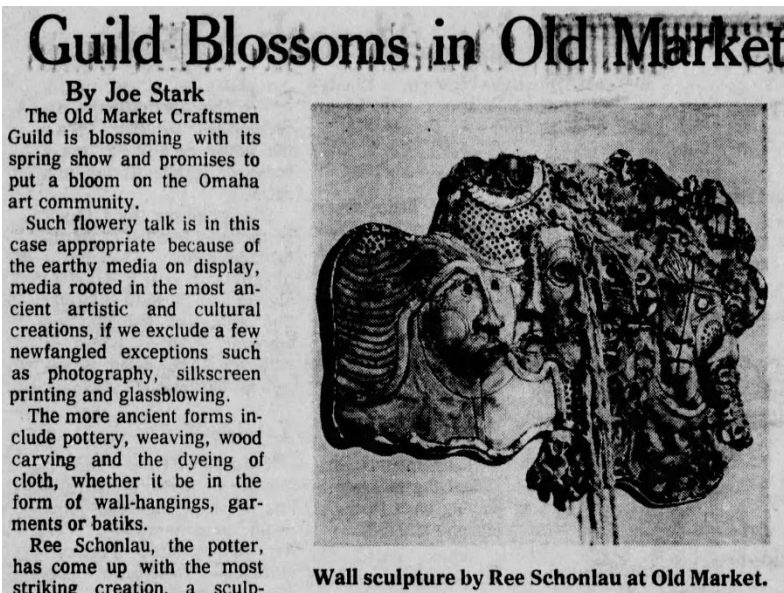 Guild Blossoms in Old Market
By Joe Stark
The Old Market Craftsmen
Guild is blossoming with its
spring show and promises to
put a bloom on the Omaha
art community.
Such flowery talk is in this
case appropriate because of
the earthy media on display,
media rooted in the most an-
cient artistic and cultural
creations, if we exclude a few
newfangled exceptions such
as photography, silkscreen
printing and glassblowing.
The more ancient forms in-
clude pottery, weaving, wood
carving and the dyeing of
cloth, whether it be in the
form of wall-hangings, gar-
ments or batiks.
Ree Schonlau, the potter,
has come up with the most
striking creation, a sculp-
Wall sculpture by Ree Schonlau at Old Market.